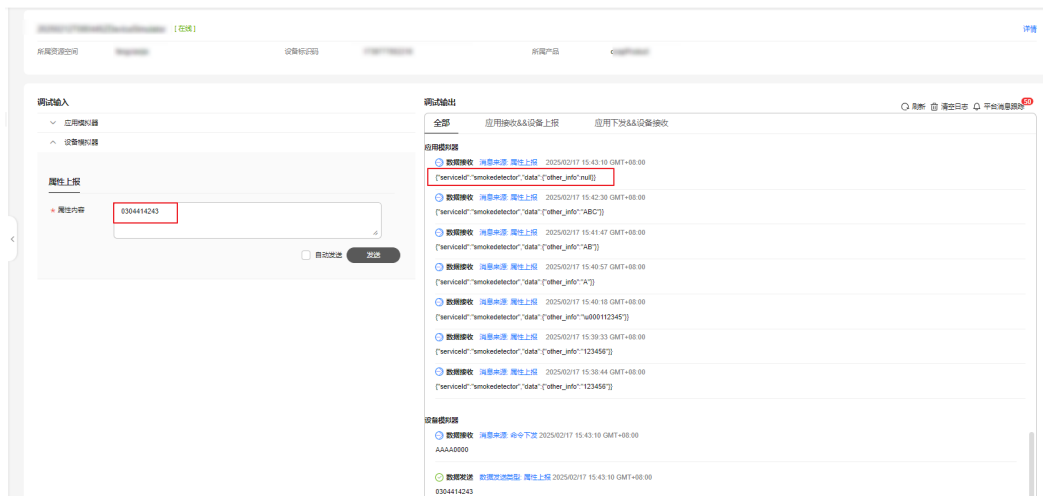 [在线]
详情
所属资源空间
设备标识码
所属产品
调试输入
应用模拟器
设备模拟器
属性上报
* 属性内容
0304414243
自动发送
发送
调试输出
刷新 清空日志 平台消息跟踪 50
全部 应用接收&&设备上报 应用下发&&设备接收
应用模拟器
数据接收 消息来源: 属性上报 2025/02/17 15:43:10 GMT+08:00
{"serviceId":"smokedetector","data":{"other_info":null}}
数据接收 消息来源: 属性上报 2025/02/17 15:42:30 GMT+08:00
{"serviceId":"smokedetector","data":{"other_info":"ABC"}}
数据接收 消息来源: 属性上报 2025/02/17 15:41:47 GMT+08:00
{"serviceId":"smokedetector","data":{"other_info":"AB"}}
数据接收 消息来源: 属性上报 2025/02/17 15:40:57 GMT+08:00
{"serviceId":"smokedetector","data":{"other_info":"A"}}
数据接收 消息来源: 属性上报 2025/02/17 15:40:18 GMT+08:00
{"serviceId":"smokedetector","data":{"other_info":"\u000112345"}}
数据接收 消息来源: 属性上报 2025/02/17 15:39:33 GMT+08:00
{"serviceId":"smokedetector","data":{"other_info":"123456"}}
数据接收 消息来源: 属性上报 2025/02/17 15:38:44 GMT+08:00
{"serviceId":"smokedetector","data":{"other_info":"123456"}}
设备模拟器
数据接收 消息来源: 命令下发 2025/02/17 15:43:10 GMT+08:00
AAAA0000
数据发送 数据发送类型: 属性上报 2025/02/17 15:43:10 GMT+08:00
0304414243